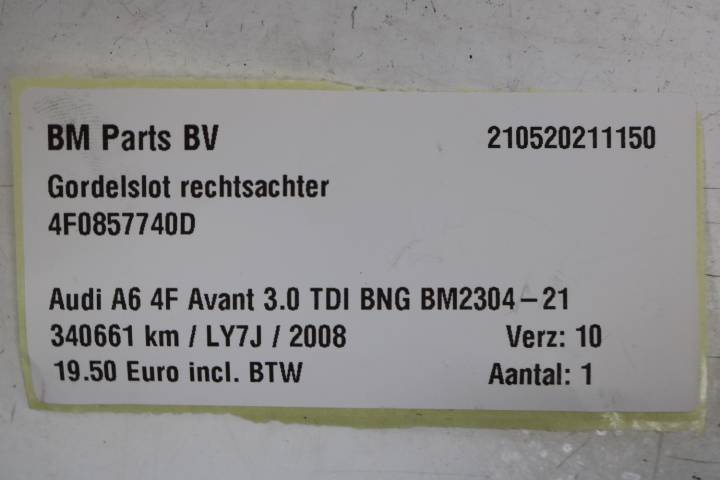 BM Parts BV 210520211150
Gordelslot rechtsachter
4F0857740D
Audi A6 4F Avant 3.0 TDI BNG BM2304-21
340661 km / LY7J / 2008 Verz: 10
19.50 Euro incl. BTW Aantal: 1